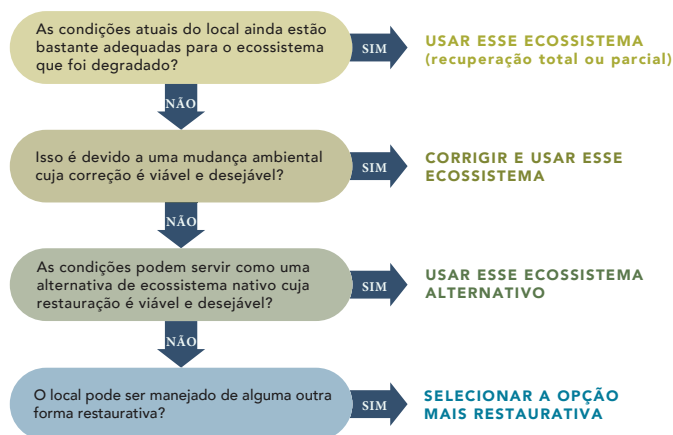 As condições atuais do local ainda estão
bastante adequadas para o ecossistema
que foi degradado?
SIM
USAR ESSE ECOSSISTEMA
(recuperação total ou parcial)
NÃO
Isso é devido a uma mudança ambiental
cuja correção é viável e desejável?
SIM
CORRIGIR E USAR ESSE
ECOSSISTEMA
NÃO
As condições podem servir como uma
alternativa de ecossistema nativo cuja
restauração é viável e desejável?
SIM
USAR ESSE ECOSSISTEMA
ALTERNATIVO
NÃO
O local pode ser manejado de alguma outra
forma restaurativa?
SIM
SELECIONAR A OPÇÃO
MAIS RESTAURATIVA